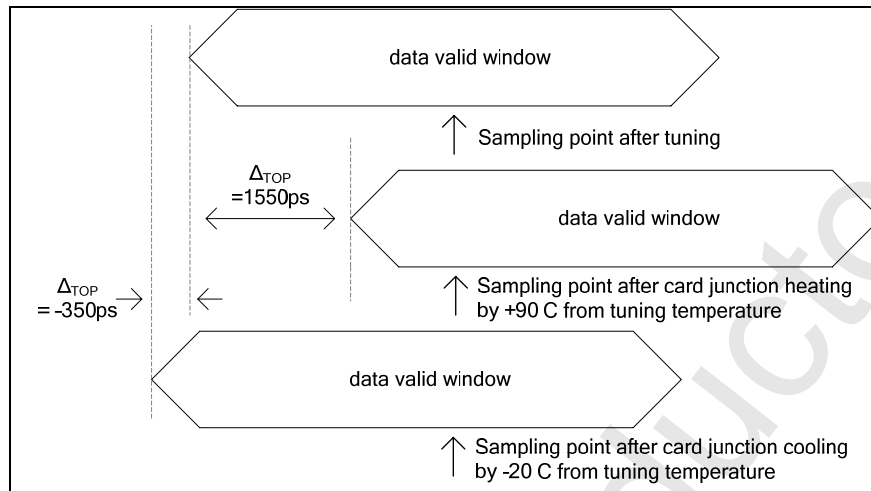 data valid window
Sampling point after tuning
ΔTOP
=1550ps
data valid window
ΔTOP
= -350ps
Sampling point after card junction heating
by +90 C from tuning temperature
data valid window
Sampling point after card junction cooling
by -20 C from tuning temperature